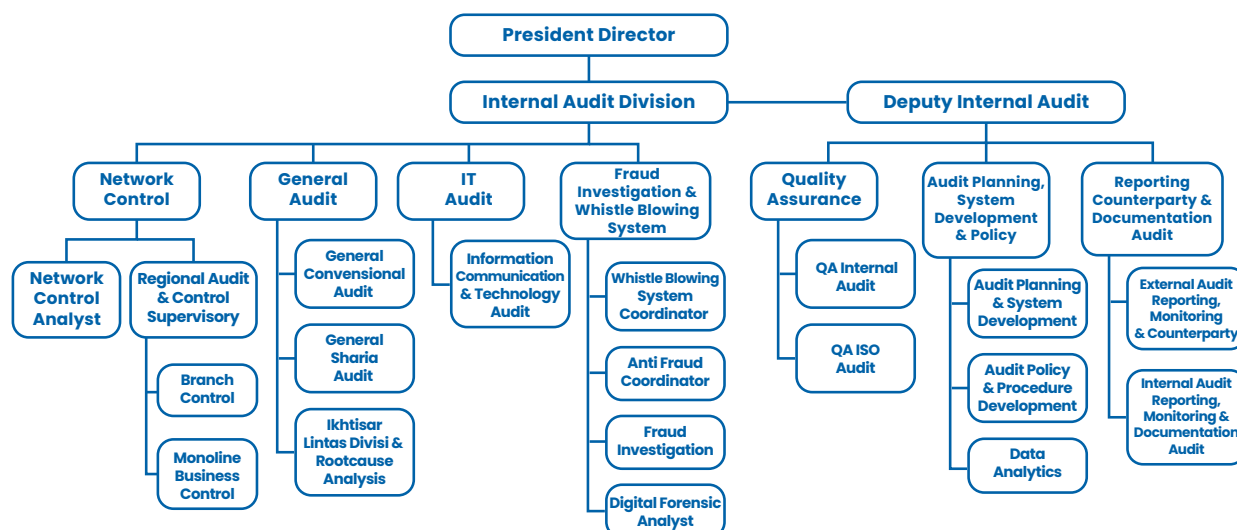 President Director
Internal Audit Division
Deputy Internal Audit
Network
Control
General
Audit
IT
Audit
Fraud
Investigation &
Whistle Blowing
System
Quality
Assurance
Audit Planning,
System
Development
& Policy
Reporting
Counterparty &
Documentation
Audit
Network
Control
Analyst
Regional Audit
& Control
Supervisory
Branch
Control
Monoline
Business
Control
General
Convensional
Audit
General
Sharia
Audit
Ikhtisar
Lintas Divisi &
Rootcause
Analysis
Information
Communication
& Technology
Audit
Whistle Blowing
System
Coordinator
Anti Fraud
Coordinator
Fraud
Investigation
Digital Forensic
Analyst
QA Internal
Audit
QA ISO
Audit
Audit Planning
& System
Development
Audit Policy
& Procedure
Development
Data
Analytics
External Audit
Reporting,
Monitoring
& Counterparty
Internal Audit
Reporting,
Monitoring &
Documentation
Audit